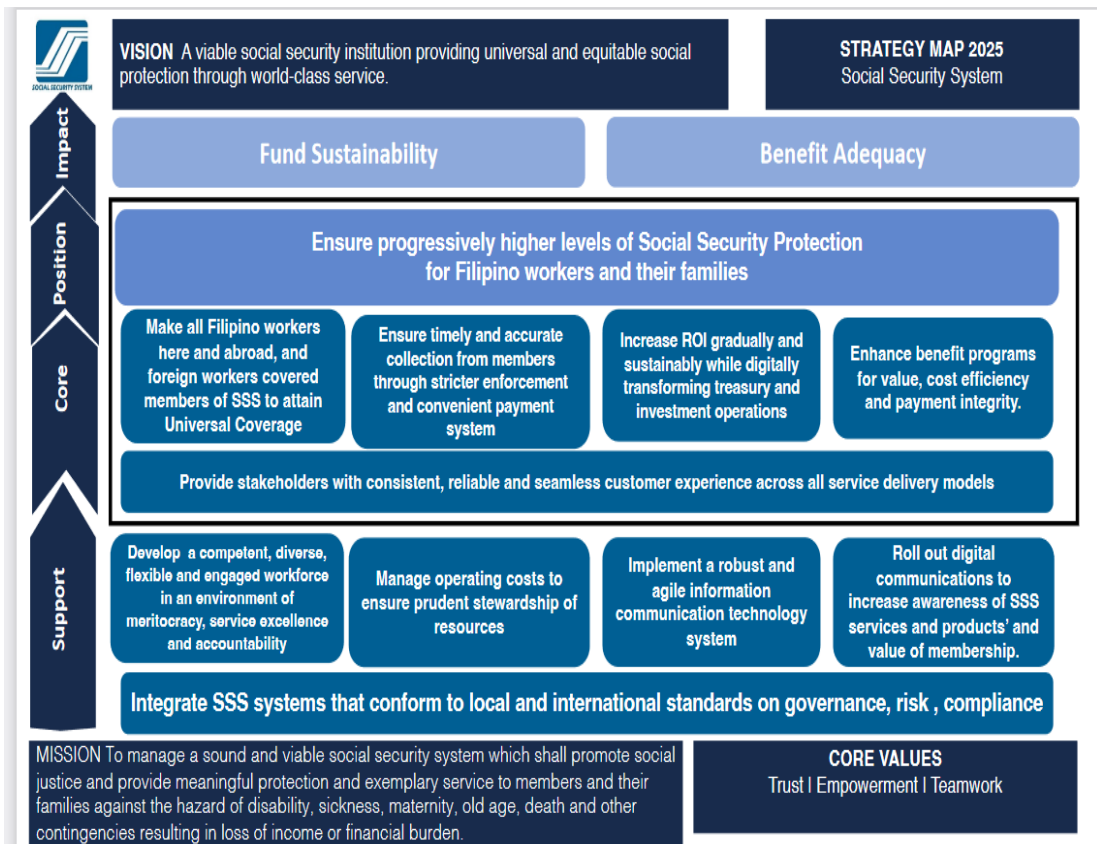 SOCIAL SECURITY SYSTEM
VISION A viable social security institution providing universal and equitable social
protection through world-class service.
STRATEGY MAP 2025
Social Security System
Impact
Fund Sustainability
Benefit Adequacy
Position
Ensure progressively higher levels of Social Security Protection
for Filipino workers and their families
Core
Make all Filipino workers
here and abroad, and
foreign workers covered
members of SSS to attain
Universal Coverage
Ensure timely and accurate
collection from members
through stricter enforcement
and convenient payment
system
Increase ROI gradually and
sustainably while digitally
transforming treasury and
investment operations
Enhance benefit programs
for value, cost efficiency
and payment integrity.
Provide stakeholders with consistent, reliable and seamless customer experience across all service delivery models
Support
Develop a competent, diverse,
flexible and engaged workforce
in an environment of
meritocracy, service excellence
and accountability
Manage operating costs to
ensure prudent stewardship of
resources
Implement a robust and
agile information
communication technology
system
Roll out digital
communications to
increase awareness of SSS
services and products' and
value of membership.
Integrate SSS systems that conform to local and international standards on governance, risk , compliance
MISSION To manage a sound and viable social security system which shall promote social
justice and provide meaningful protection and exemplary service to members and their
families against the hazard of disability, sickness, maternity, old age, death and other
contingencies resulting in loss of income or financial burden.
CORE VALUES
Trust | Empowerment | Teamwork